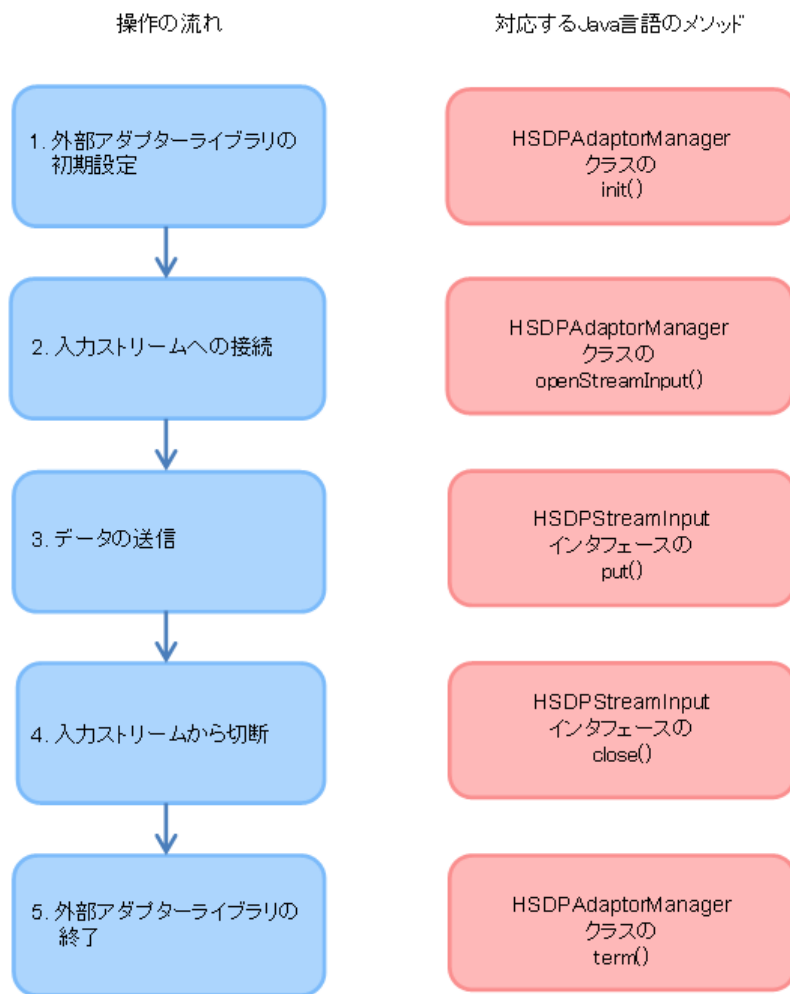 操作の流れ
対応するJava言語のメソッド
1. 外部アダプターライブラリの
初期設定
HSDPAdaptorManager
クラスの
init()
2. 入力ストリームへの接続
HSDPAdaptorManager
クラスの
openStreamInput()
3. データの送信
HSDPStreamInput
インタフェースの
put()
4. 入力ストリームから切断
HSDPStreamInput
インタフェースの
close()
5. 外部アダプターライブラリの
終了
HSDPAdaptorManager
クラスの
term()